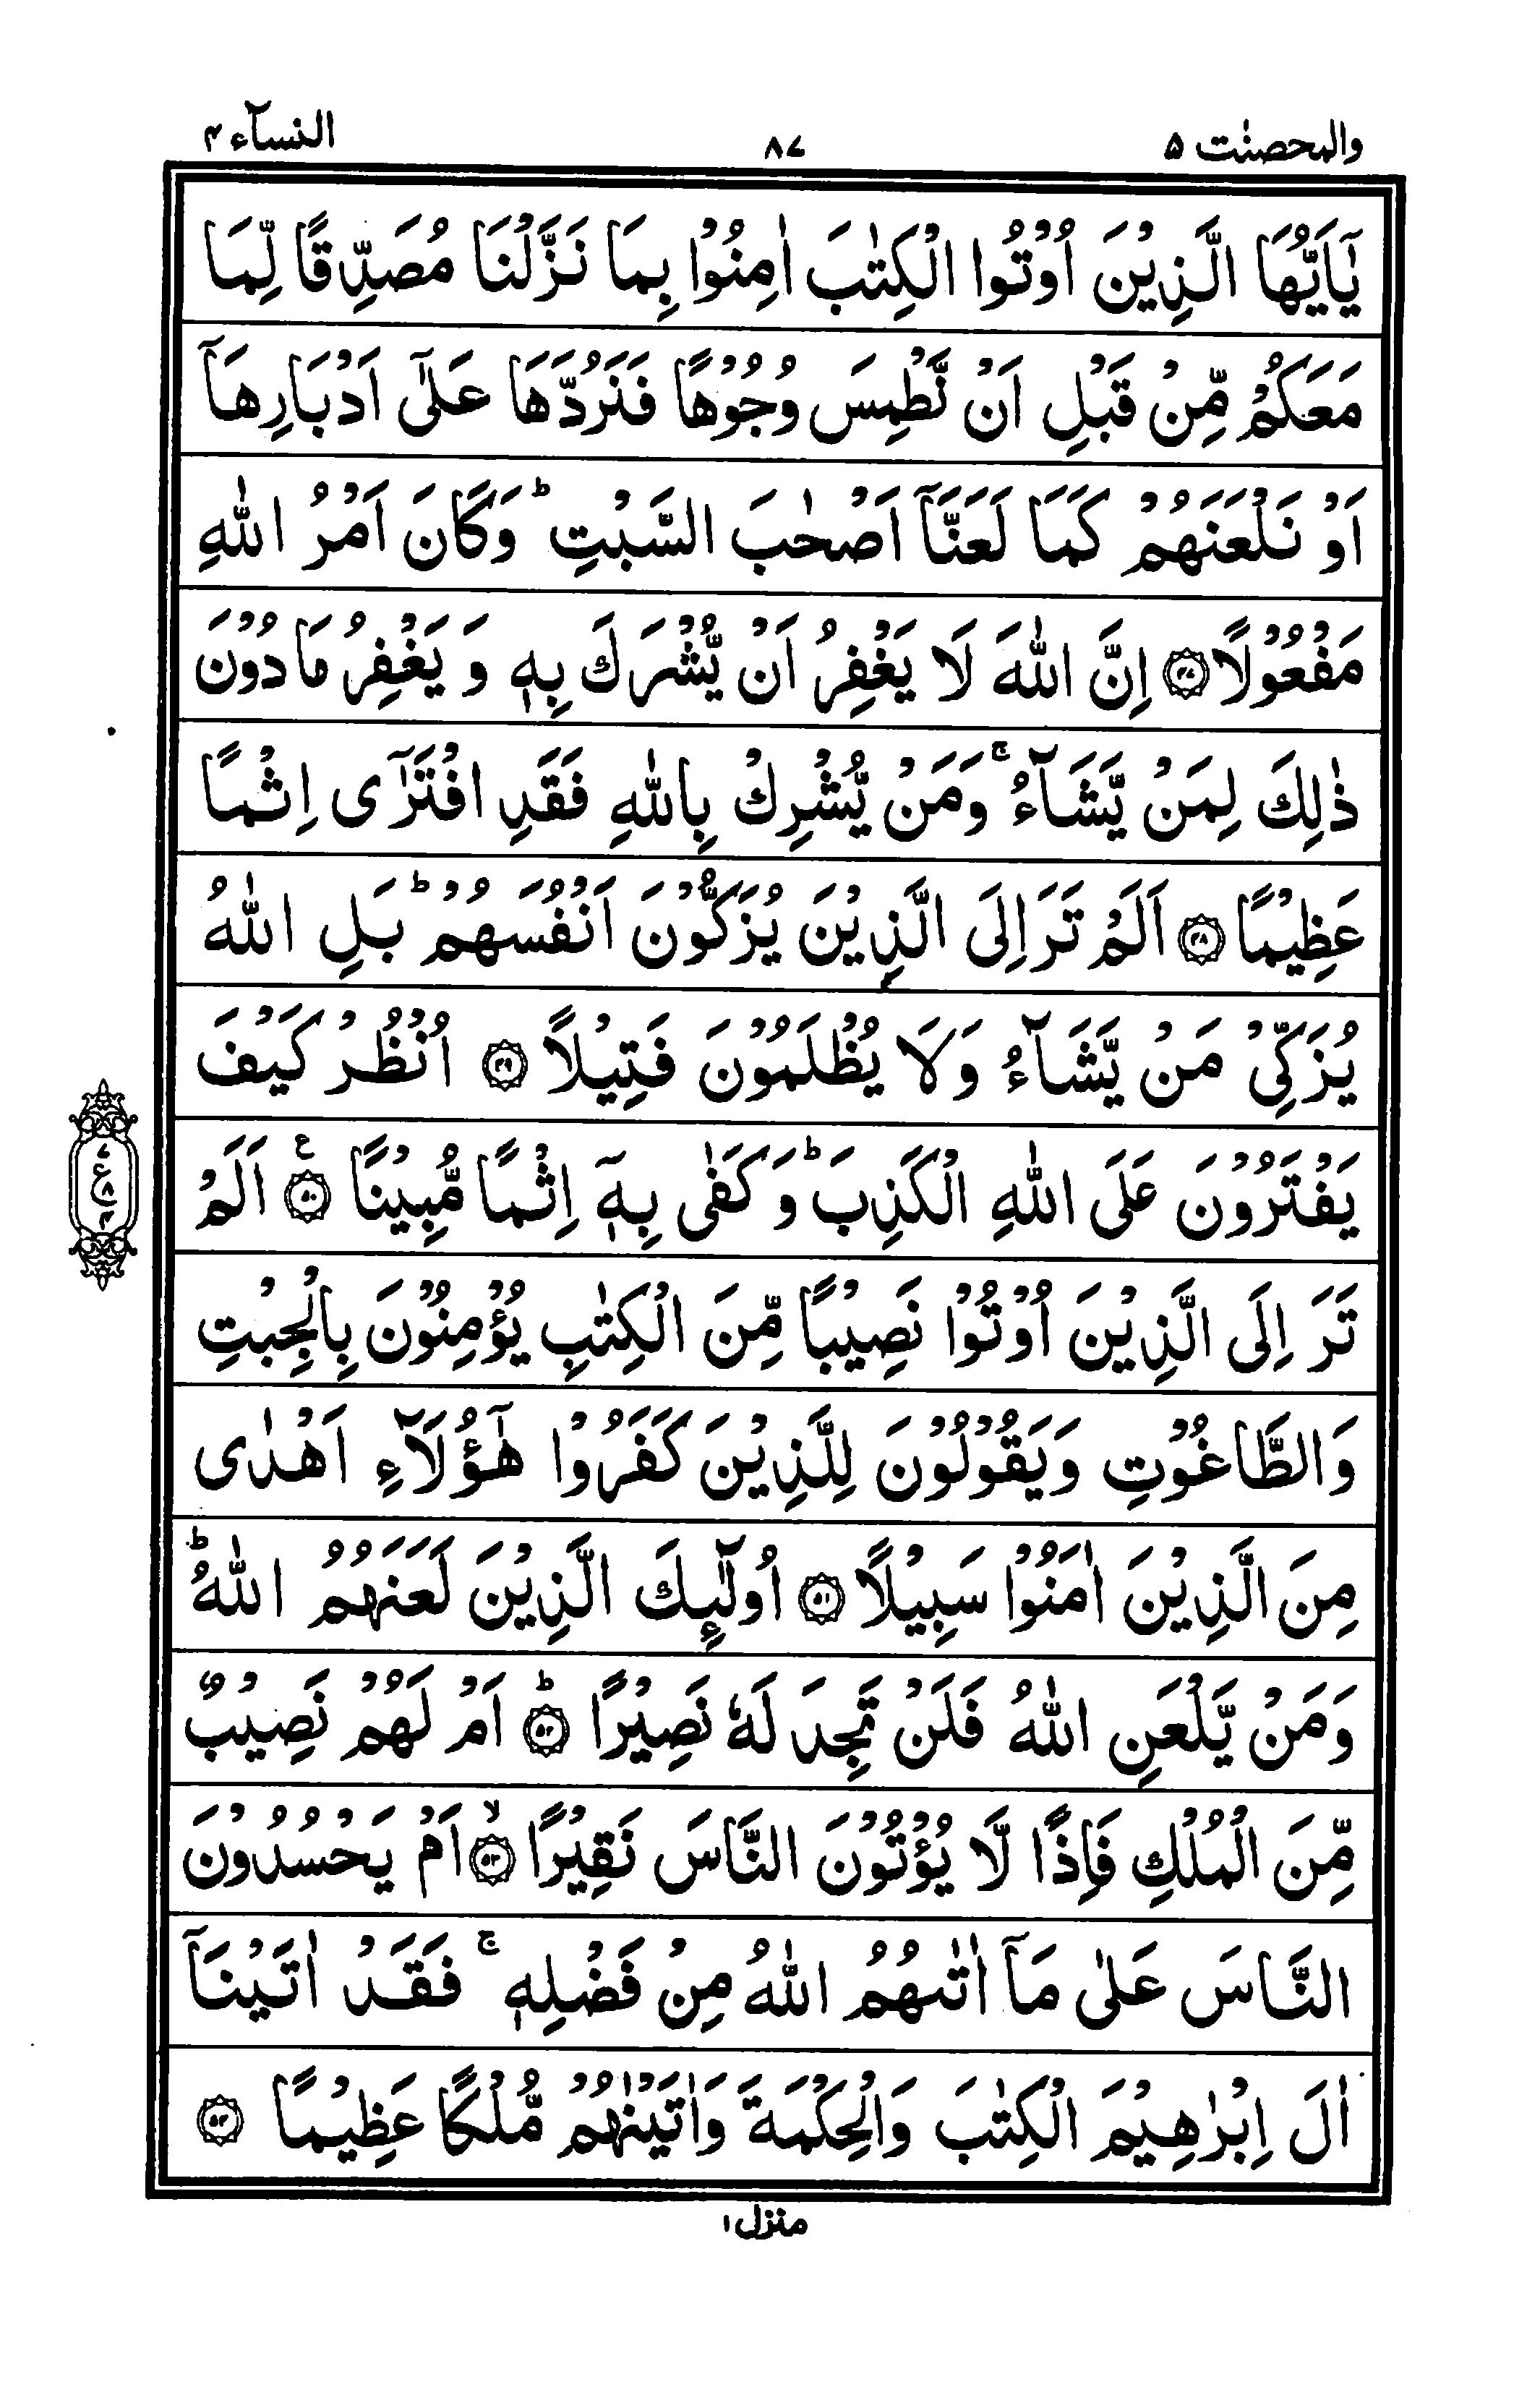 والمحصنٰت ۵ ۸۷ النسآء ۴
يٰۤاَيُّهَا الَّذِيْنَ اُوْتُوا الْكِتٰبَ اٰمِنُوْا بِمَا نَزَّلْنَا مُصَدِّقًا لِّمَا
مَعَكُمْ مِّنْ قَبْلِ اَنْ نَّطْمِسَ وُجُوْهًا فَنَرُدَّهَا عَلٰۤى اَدْبَارِهَاۤ
اَوْ نَلْعَنَهُمْ كَمَا لَعَنَّاۤ اَصْحٰبَ السَّبْتِ ؕ وَكَانَ اَمْرُ اللّٰهِ
مَفْعُوْلًا ﴿۴۷﴾ اِنَّ اللّٰهَ لَا يَغْفِرُ اَنْ يُّشْرَكَ بِهٖ وَ يَغْفِرُ مَا دُوْنَ
ذٰلِكَ لِمَنْ يَّشَآءُ ۚ وَمَنْ يُّشْرِكْ بِاللّٰهِ فَقَدِ افْتَرٰۤى اِثْمًا
عَظِيْمًا ﴿۴۸﴾ اَلَمْ تَرَ اِلَى الَّذِيْنَ يُزَكُّوْنَ اَنْفُسَهُمْ ؕ بَلِ اللّٰهُ
يُزَكِّيْ مَنْ يَّشَآءُ وَلَا يُظْلَمُوْنَ فَتِيْلًا ﴿۴۹﴾ اُنْظُرْ كَيْفَ
يَفْتَرُوْنَ عَلَى اللّٰهِ الْكَذِبَ ؕ وَكَفٰى بِهٖۤ اِثْمًا مُّبِيْنًا ﴿۵۰﴾ ع اَلَمْ
۷ ع ۸ ۴
تَرَ اِلَى الَّذِيْنَ اُوْتُوْا نَصِيْبًا مِّنَ الْكِتٰبِ يُؤْمِنُوْنَ بِالْجِبْتِ
وَالطَّاغُوْتِ وَيَقُوْلُوْنَ لِلَّذِيْنَ كَفَرُوْا هٰۤؤُلَآءِ اَهْدٰى
مِنَ الَّذِيْنَ اٰمَنُوْا سَبِيْلًا ﴿۵۱﴾ اُولٰٓئِكَ الَّذِيْنَ لَعَنَهُمُ اللّٰهُ ؕ
وَمَنْ يَّلْعَنِ اللّٰهُ فَلَنْ تَجِدَ لَهٗ نَصِيْرًا ؕ ﴿۵۲﴾ اَمْ لَهُمْ نَصِيْبٌ
مِّنَ الْمُلْكِ فَاِذًا لَّا يُؤْتُوْنَ النَّاسَ نَقِيْرًا ۙ ﴿۵۳﴾ اَمْ يَحْسُدُوْنَ
النَّاسَ عَلٰى مَاۤ اٰتٰىهُمُ اللّٰهُ مِنْ فَضْلِهٖ ۚ فَقَدْ اٰتَيْنَاۤ
اٰلَ اِبْرٰهِيْمَ الْكِتٰبَ وَالْحِكْمَةَ وَاٰتَيْنٰهُمْ مُّلْكًا عَظِيْمًا ﴿۵۴﴾
منزل ۱